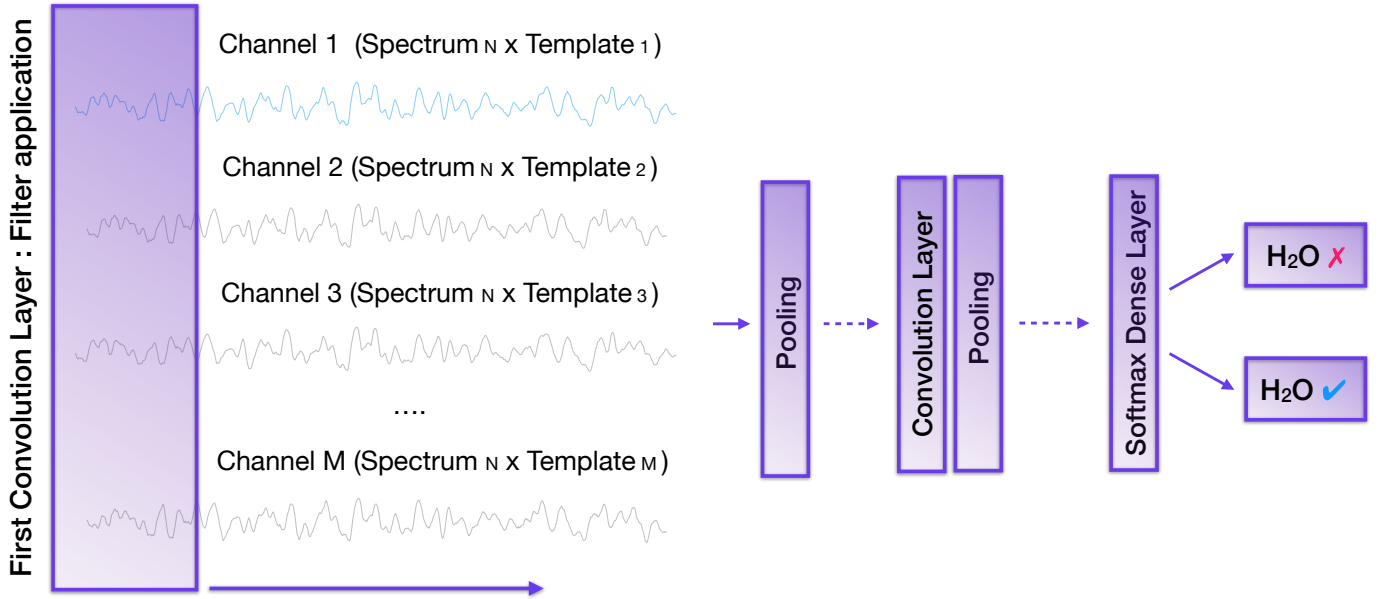 First Convolution Layer : Filter application
Channel 1 (Spectrum N x Template 1)
Channel 2 (Spectrum N x Template 2)
Channel 3 (Spectrum N x Template 3)
....
Channel M (Spectrum N x Template M)
Pooling
Convolution Layer
Pooling
Softmax Dense Layer
H₂O ✗
H₂O ✔